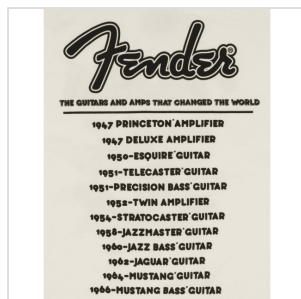 Fender®
THE GUITARS AND AMPS THAT CHANGED THE WORLD
1947 PRINCETON® AMPLIFIER
1947 DELUXE AMPLIFIER
1950-ESQUIRE® GUITAR
1951-TELECASTER® GUITAR
1951-PRECISION BASS® GUITAR
1952-TWIN AMPLIFIER
1954-STRATOCASTER® GUITAR
1958-JAZZMASTER® GUITAR
1960-JAZZ BASS® GUITAR
1962-JAGUAR® GUITAR
1964-MUSTANG® GUITAR
1966-MUSTANG BASS® GUITAR